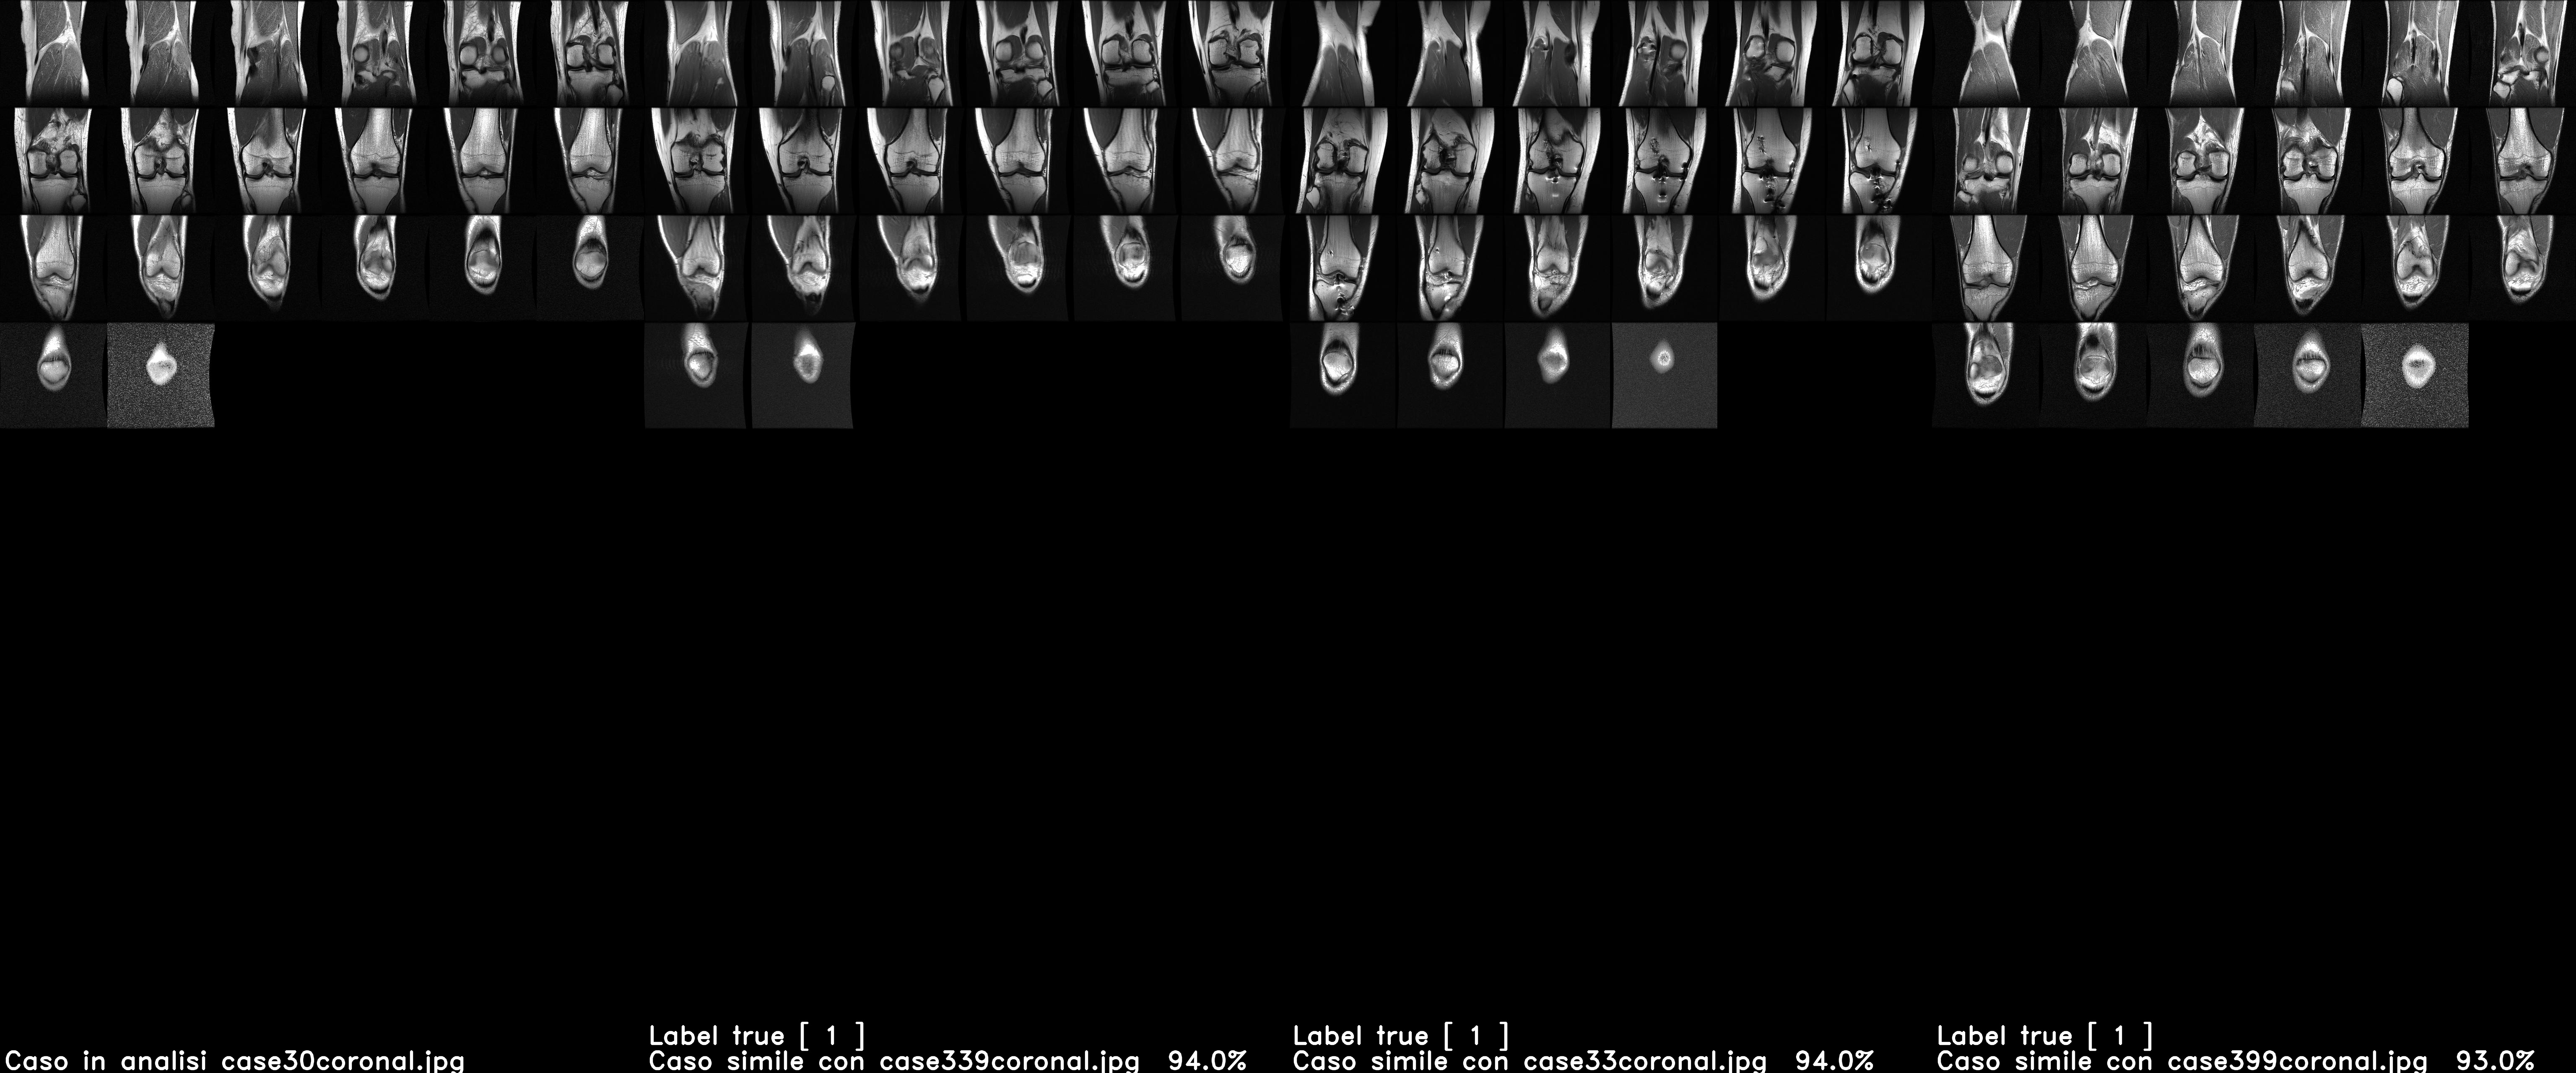 Caso in analisi case30coronal.jpg
Label true [ 1 ]
Caso simile con case339coronal.jpg 94.0%
Label true [ 1 ]
Caso simile con case33coronal.jpg 94.0%
Label true [ 1 ]
Caso simile con case399coronal.jpg 93.0%